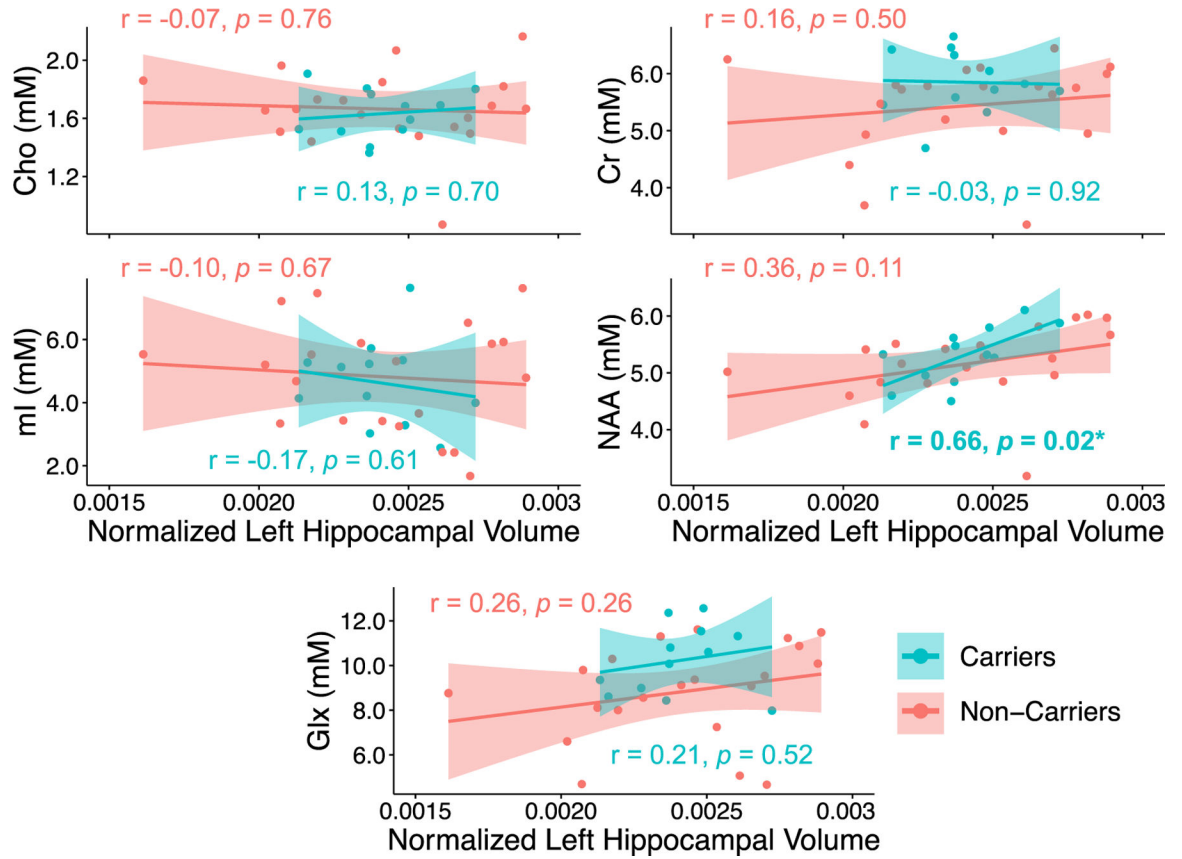 r = -0.07, p = 0.76
Cho (mM)
2.0
1.6
1.2
r = 0.13, p = 0.70
r = 0.16, p = 0.50
Cr (mM)
6.0
5.0
4.0
r = -0.03, p = 0.92
r = -0.10, p = 0.67
mI (mM)
6.0
4.0
2.0
r = -0.17, p = 0.61
0.0015 0.0020 0.0025 0.003
Normalized Left Hippocampal Volume
r = 0.36, p = 0.11
NAA (mM)
6.0
5.0
4.0
r = 0.66, p = 0.02*
0.0015 0.0020 0.0025 0.003
Normalized Left Hippocampal Volume
r = 0.26, p = 0.26
Glx (mM)
12.0
10.0
8.0
6.0
r = 0.21, p = 0.52
0.0015 0.0020 0.0025 0.003
Normalized Left Hippocampal Volume
Carriers
Non-Carriers